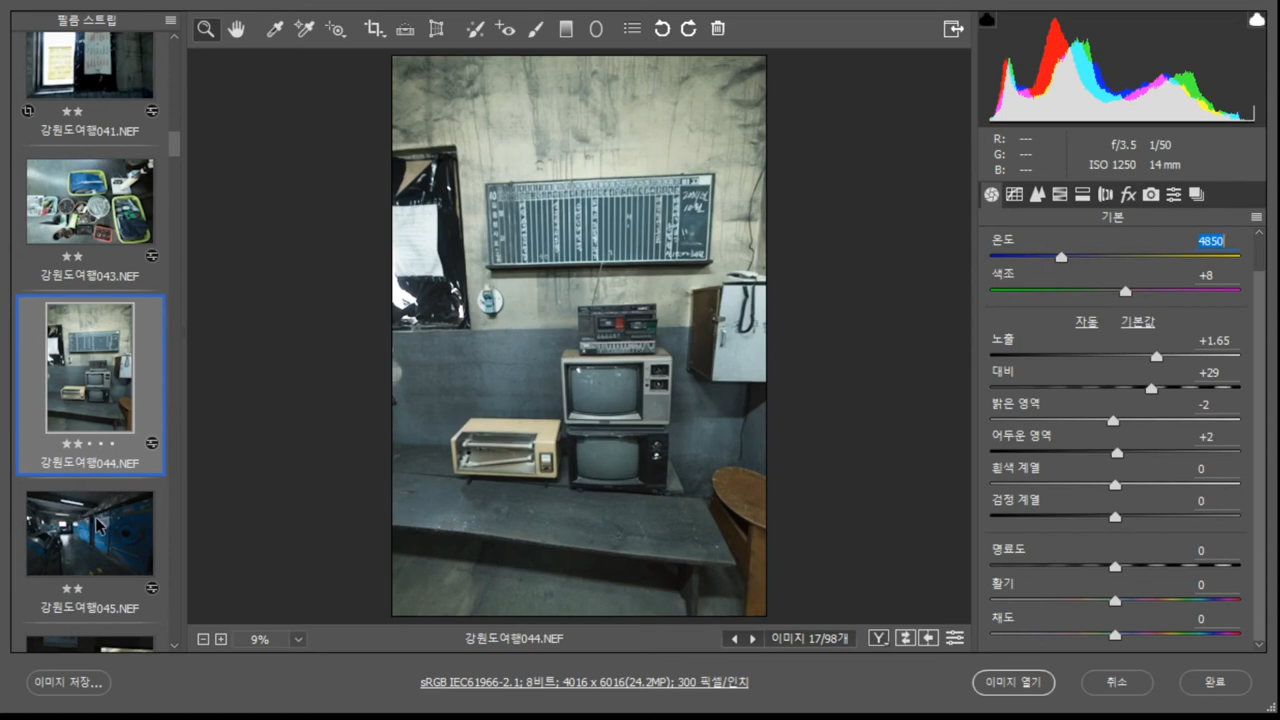 필름 스트립
강원도여행041.NEF
강원도여행043.NEF
강원도여행044.NEF
강원도여행045.NEF
9%
강원도여행044.NEF
이미지 17/98개
Y
R: ---
G: ---
B: ---
f/3.5 1/50
ISO 1250 14 mm
fx
기본
온도 4850
색조 +8
자동 기본값
노출 +1.65
대비 +29
밝은 영역 -2
어두운 영역 +2
흰색 계열 0
검정 계열 0
명료도 0
활기 0
채도 0
이미지 저장...
sRGB IEC61966-2.1; 8비트; 4016 x 6016(24.2MP); 300 픽셀/인치
이미지 열기
취소
완료